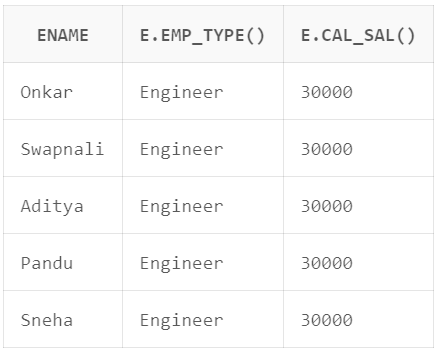 ENAME E.EMP_TYPE() E.CAL_SAL()
Onkar Engineer 30000
Swapnali Engineer 30000
Aditya Engineer 30000
Pandu Engineer 30000
Sneha Engineer 30000